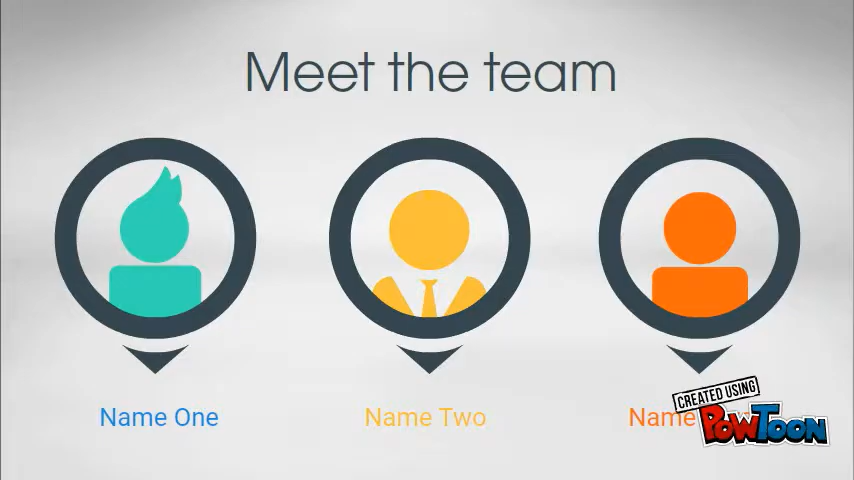 Meet the team
Name One
Name Two
Name
CREATED USING
POWTOON